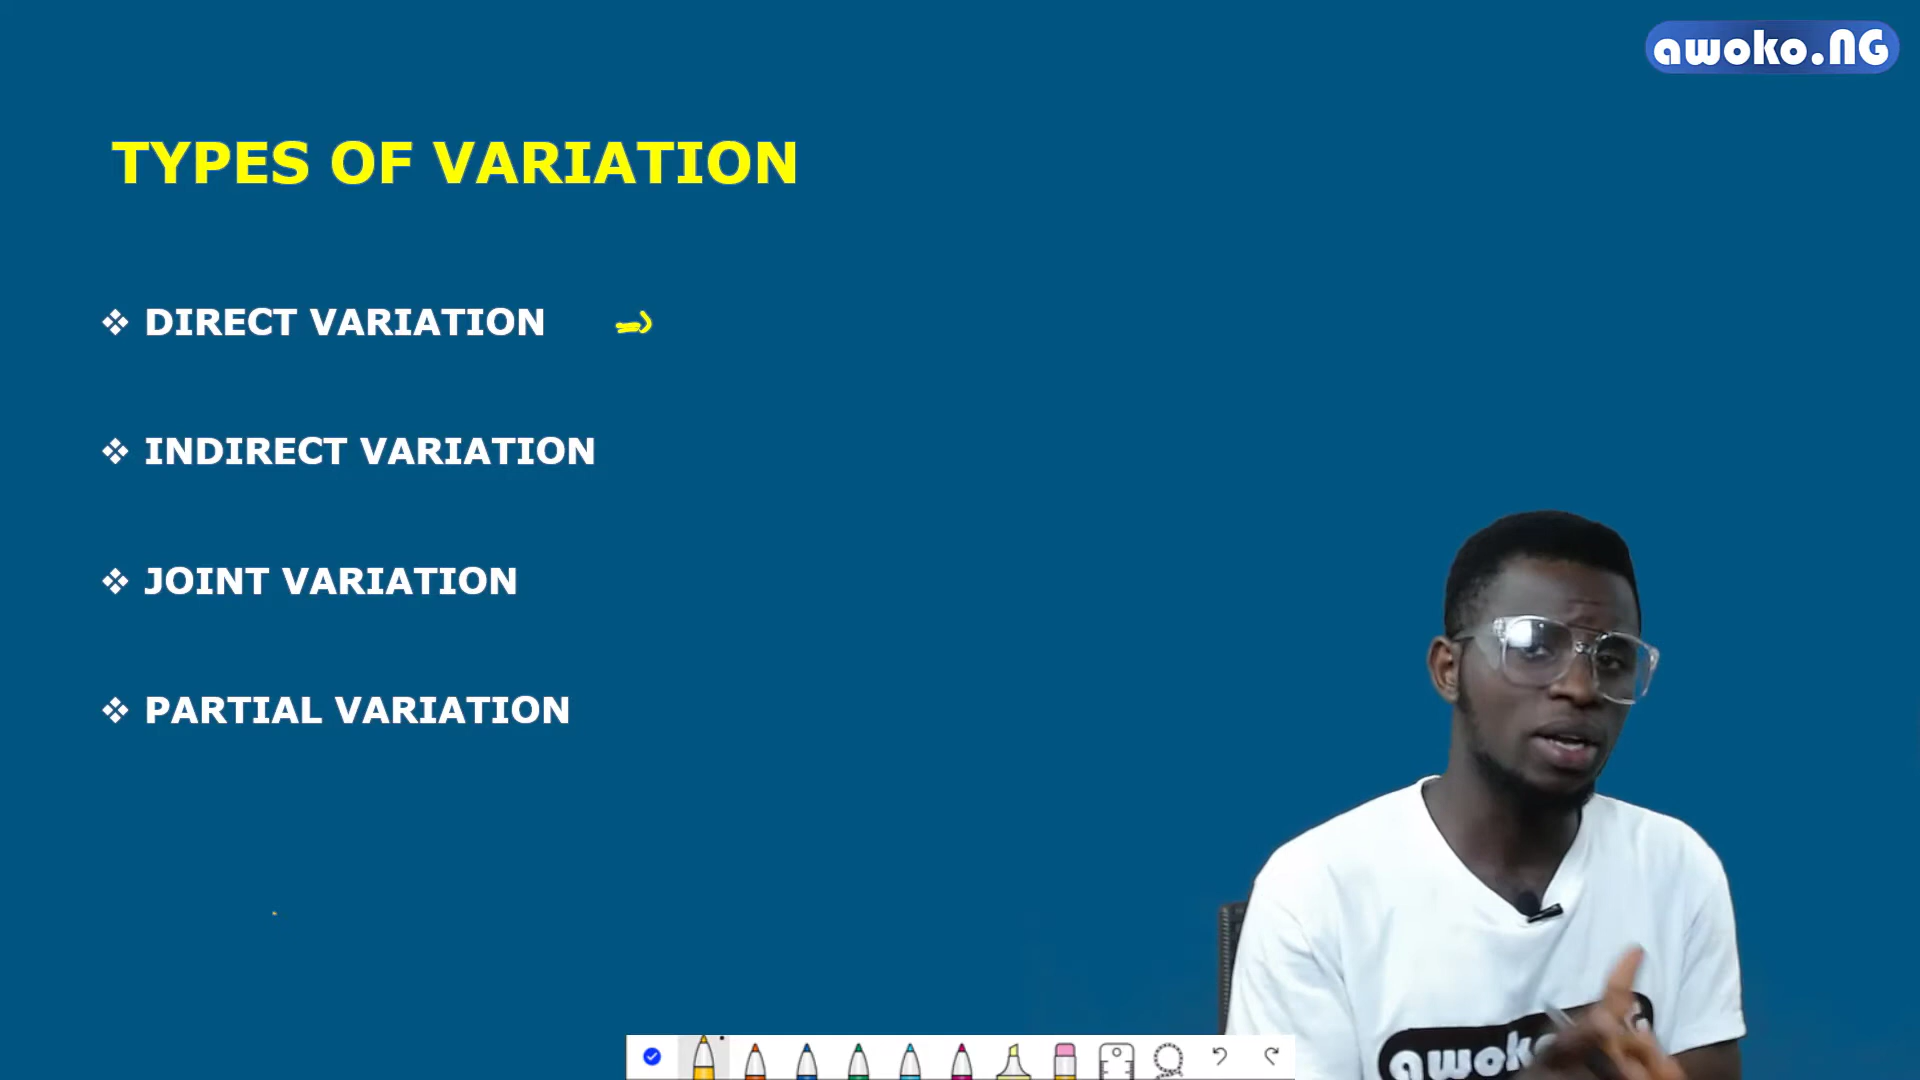 awoko.NG
TYPES OF VARIATION
❖ DIRECT VARIATION
❖ INDIRECT VARIATION
❖ JOINT VARIATION
❖ PARTIAL VARIATION